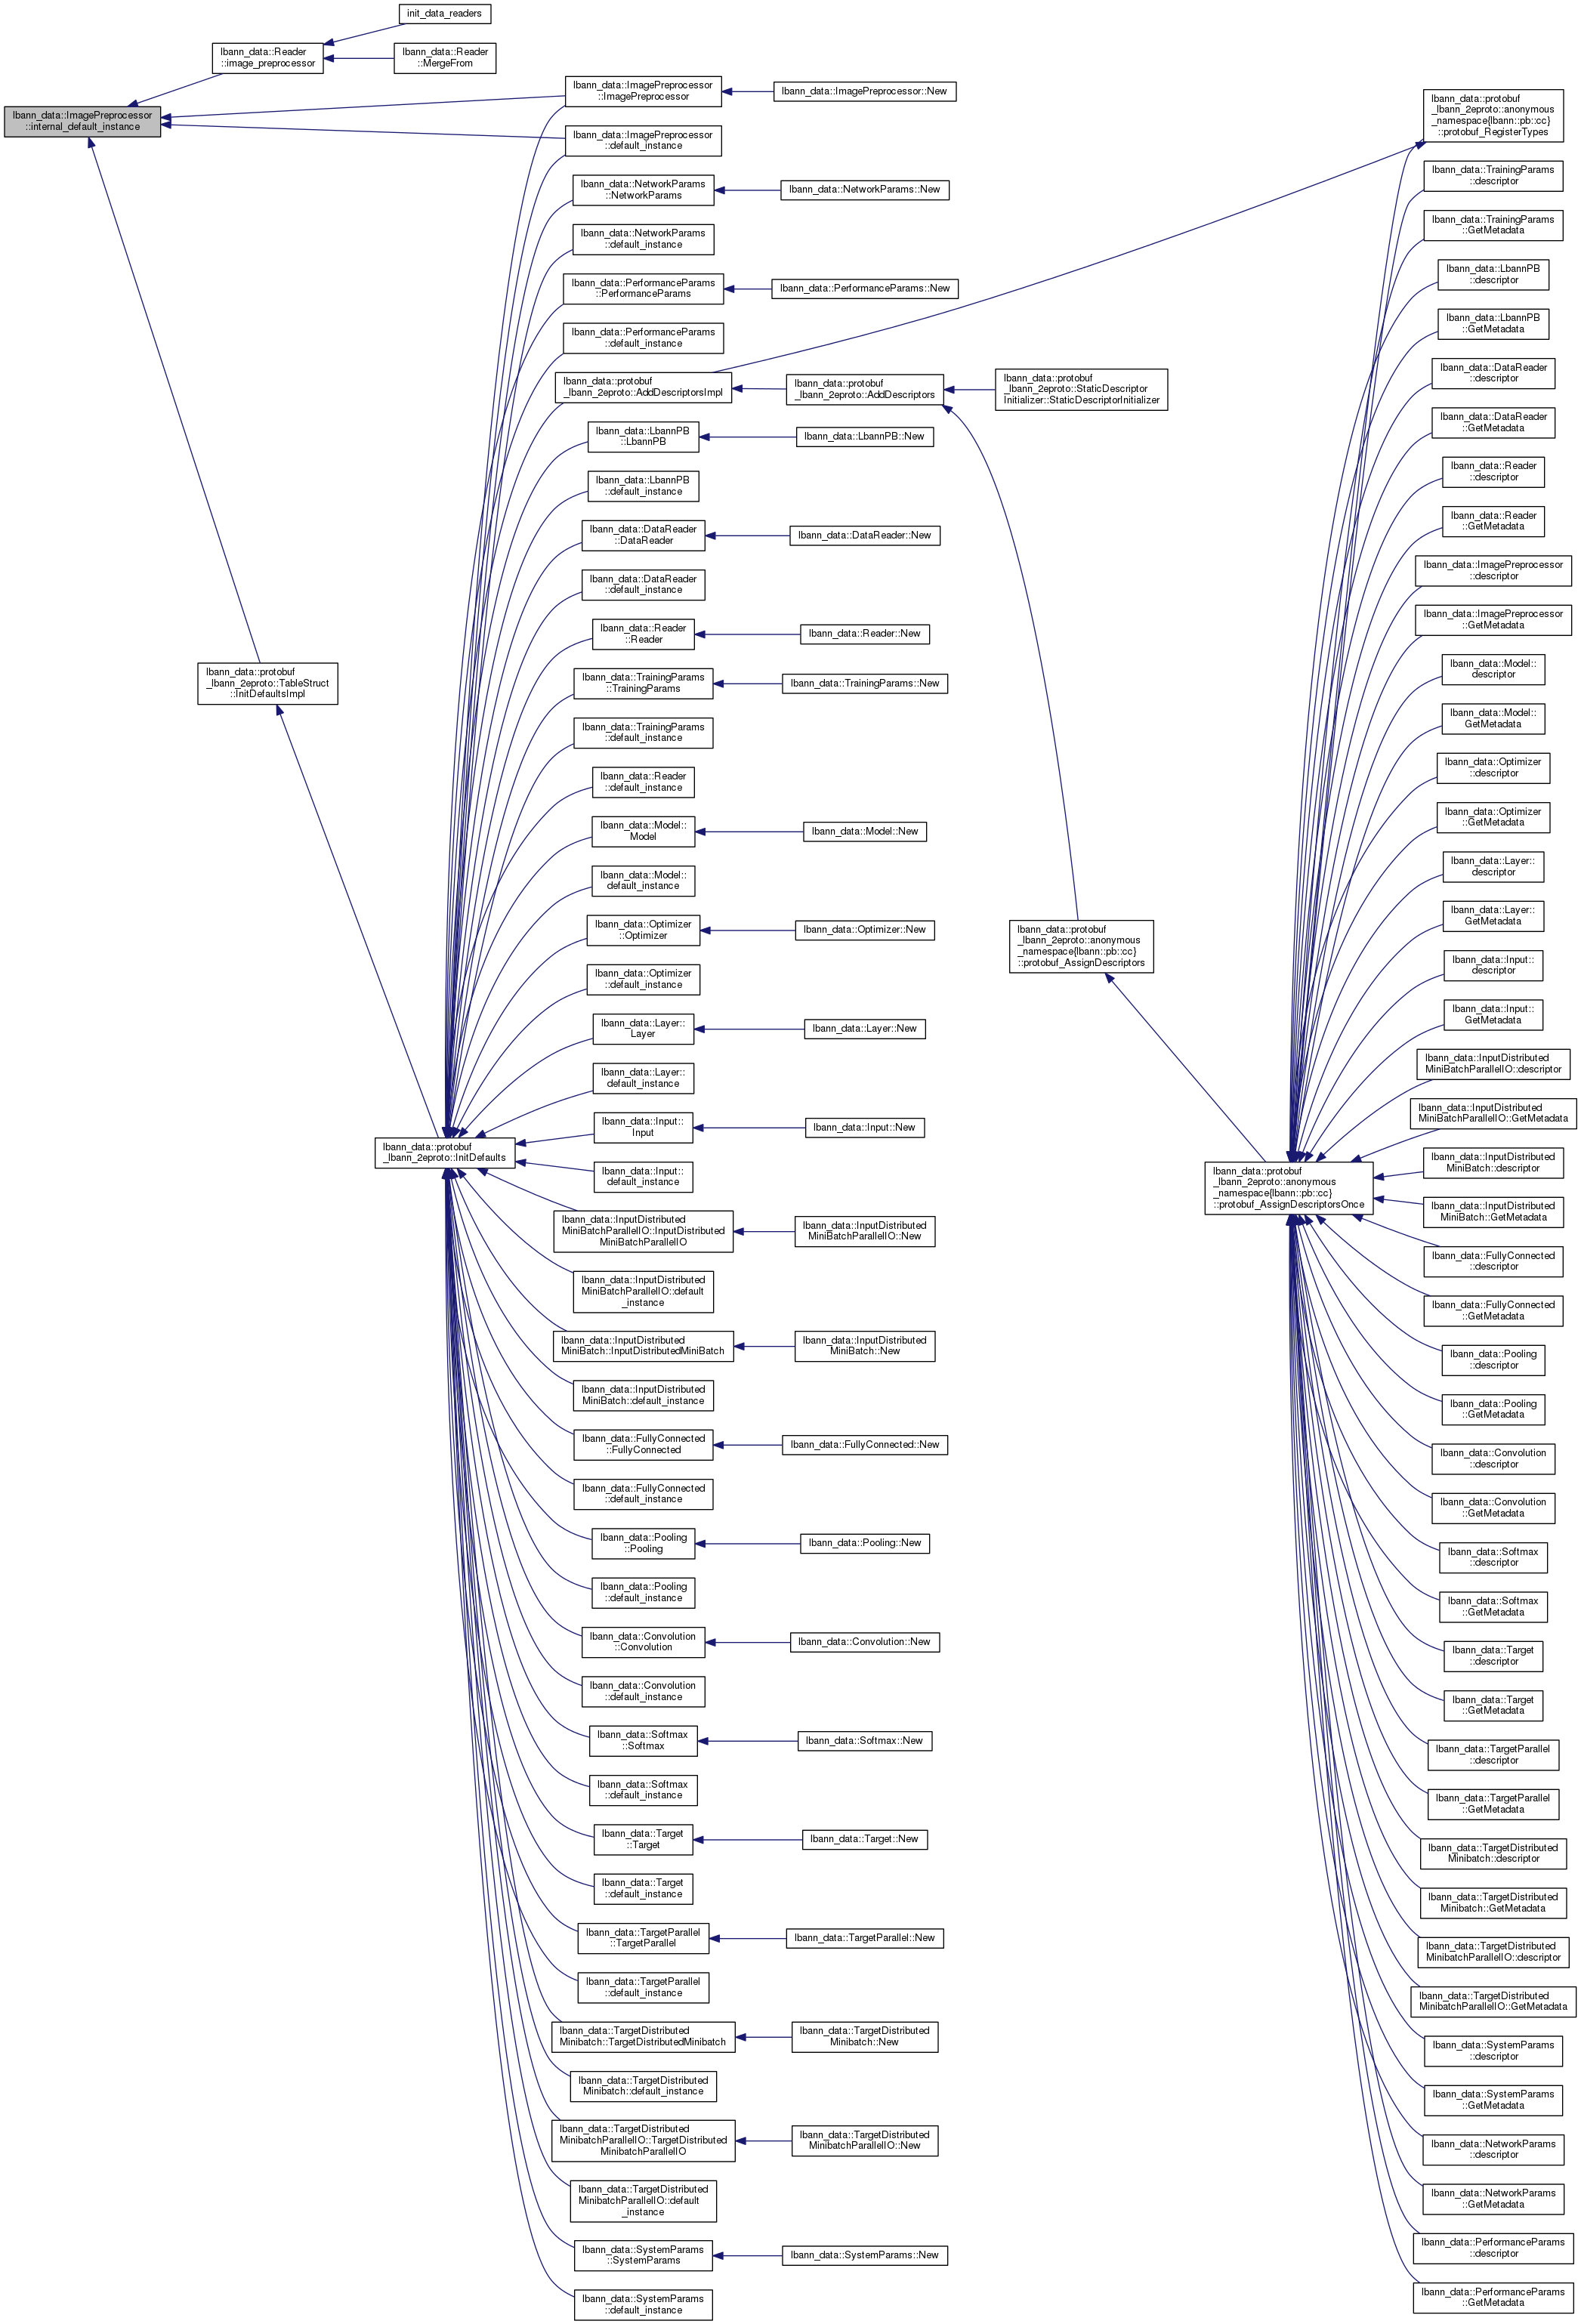 init_data_readers
lbann_data::Reader
::image_preprocessor
lbann_data::Reader
::MergeFrom
lbann_data::ImagePreprocessor
::internal_default_instance
lbann_data::protobuf
_lbann_2eproto::TableStruct
::InitDefaultsImpl
lbann_data::protobuf
_lbann_2eproto::InitDefaults
lbann_data::ImagePreprocessor
::ImagePreprocessor
lbann_data::ImagePreprocessor::New
lbann_data::ImagePreprocessor
::default_instance
lbann_data::NetworkParams
::NetworkParams
lbann_data::NetworkParams::New
lbann_data::NetworkParams
::default_instance
lbann_data::PerformanceParams
::PerformanceParams
lbann_data::PerformanceParams::New
lbann_data::PerformanceParams
::default_instance
lbann_data::protobuf
_lbann_2eproto::AddDescriptorsImpl
lbann_data::protobuf
_lbann_2eproto::AddDescriptors
lbann_data::protobuf
_lbann_2eproto::StaticDescriptor
Initializer::StaticDescriptorInitializer
lbann_data::LbannPB
::LbannPB
lbann_data::LbannPB::New
lbann_data::LbannPB
::default_instance
lbann_data::DataReader
::DataReader
lbann_data::DataReader::New
lbann_data::DataReader
::default_instance
lbann_data::Reader
::Reader
lbann_data::Reader::New
lbann_data::TrainingParams
::TrainingParams
lbann_data::TrainingParams::New
lbann_data::TrainingParams
::default_instance
lbann_data::Reader
::default_instance
lbann_data::Model::
Model
lbann_data::Model::New
lbann_data::Model::
default_instance
lbann_data::Optimizer
::Optimizer
lbann_data::Optimizer::New
lbann_data::Optimizer
::default_instance
lbann_data::Layer::
Layer
lbann_data::Layer::New
lbann_data::Layer::
default_instance
lbann_data::Input::
Input
lbann_data::Input::New
lbann_data::Input::
default_instance
lbann_data::InputDistributed
MiniBatchParallelIO::InputDistributed
MiniBatchParallelIO
lbann_data::InputDistributed
MiniBatchParallelIO::New
lbann_data::InputDistributed
MiniBatchParallelIO::default
_instance
lbann_data::InputDistributed
MiniBatch::InputDistributedMiniBatch
lbann_data::InputDistributed
MiniBatch::New
lbann_data::InputDistributed
MiniBatch::default_instance
lbann_data::FullyConnected
::FullyConnected
lbann_data::FullyConnected::New
lbann_data::FullyConnected
::default_instance
lbann_data::Pooling
::Pooling
lbann_data::Pooling::New
lbann_data::Pooling
::default_instance
lbann_data::Convolution
::Convolution
lbann_data::Convolution::New
lbann_data::Convolution
::default_instance
lbann_data::Softmax
::Softmax
lbann_data::Softmax::New
lbann_data::Softmax
::default_instance
lbann_data::Target
::Target
lbann_data::Target::New
lbann_data::Target
::default_instance
lbann_data::TargetParallel
::TargetParallel
lbann_data::TargetParallel::New
lbann_data::TargetParallel
::default_instance
lbann_data::TargetDistributed
Minibatch::TargetDistributedMinibatch
lbann_data::TargetDistributed
Minibatch::New
lbann_data::TargetDistributed
Minibatch::default_instance
lbann_data::TargetDistributed
MinibatchParallelIO::TargetDistributed
MinibatchParallelIO
lbann_data::TargetDistributed
MinibatchParallelIO::New
lbann_data::TargetDistributed
MinibatchParallelIO::default
_instance
lbann_data::SystemParams
::SystemParams
lbann_data::SystemParams::New
lbann_data::SystemParams
::default_instance
lbann_data::protobuf
_lbann_2eproto::anonymous
_namespace{lbann::pb::cc}
::protobuf_AssignDescriptors
lbann_data::protobuf
_lbann_2eproto::anonymous
_namespace{lbann::pb::cc}
::protobuf_AssignDescriptorsOnce
lbann_data::protobuf
_lbann_2eproto::anonymous
_namespace{lbann::pb::cc}
::protobuf_RegisterTypes
lbann_data::TrainingParams
::descriptor
lbann_data::TrainingParams
::GetMetadata
lbann_data::LbannPB
::descriptor
lbann_data::LbannPB
::GetMetadata
lbann_data::DataReader
::descriptor
lbann_data::DataReader
::GetMetadata
lbann_data::Reader
::descriptor
lbann_data::Reader
::GetMetadata
lbann_data::ImagePreprocessor
::descriptor
lbann_data::ImagePreprocessor
::GetMetadata
lbann_data::Model::
descriptor
lbann_data::Model::
GetMetadata
lbann_data::Optimizer
::descriptor
lbann_data::Optimizer
::GetMetadata
lbann_data::Layer::
descriptor
lbann_data::Layer::
GetMetadata
lbann_data::Input::
descriptor
lbann_data::Input::
GetMetadata
lbann_data::InputDistributed
MiniBatchParallelIO::descriptor
lbann_data::InputDistributed
MiniBatchParallelIO::GetMetadata
lbann_data::InputDistributed
MiniBatch::descriptor
lbann_data::InputDistributed
MiniBatch::GetMetadata
lbann_data::FullyConnected
::descriptor
lbann_data::FullyConnected
::GetMetadata
lbann_data::Pooling
::descriptor
lbann_data::Pooling
::GetMetadata
lbann_data::Convolution
::descriptor
lbann_data::Convolution
::GetMetadata
lbann_data::Softmax
::descriptor
lbann_data::Softmax
::GetMetadata
lbann_data::Target
::descriptor
lbann_data::Target
::GetMetadata
lbann_data::TargetParallel
::descriptor
lbann_data::TargetParallel
::GetMetadata
lbann_data::TargetDistributed
Minibatch::descriptor
lbann_data::TargetDistributed
Minibatch::GetMetadata
lbann_data::TargetDistributed
MinibatchParallelIO::descriptor
lbann_data::TargetDistributed
MinibatchParallelIO::GetMetadata
lbann_data::SystemParams
::descriptor
lbann_data::SystemParams
::GetMetadata
lbann_data::NetworkParams
::descriptor
lbann_data::NetworkParams
::GetMetadata
lbann_data::PerformanceParams
::descriptor
lbann_data::PerformanceParams
::GetMetadata